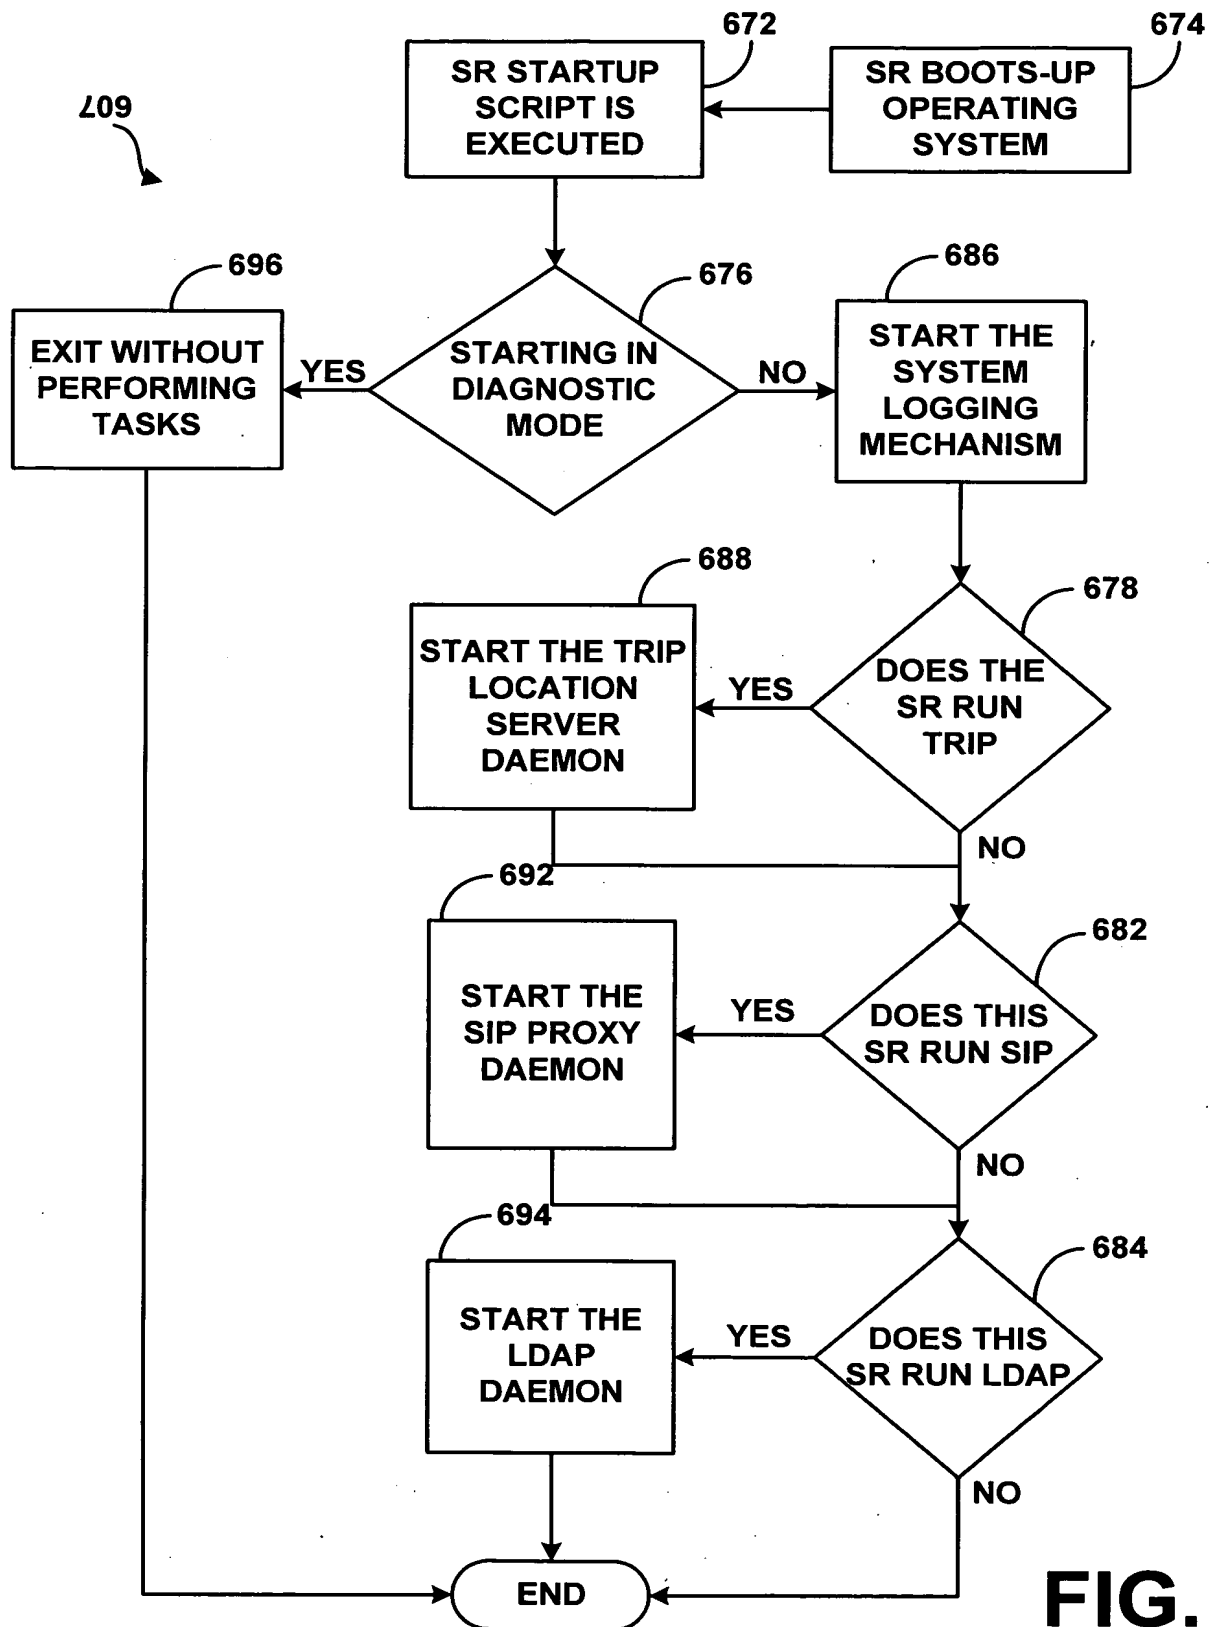 672
674
SR STARTUP
SCRIPT IS
EXECUTED
SR BOOTS-UP
OPERATING
SYSTEM
607
696
676
686
EXIT WITHOUT
PERFORMING
TASKS
YES
STARTING IN
DIAGNOSTIC
MODE
NO
START THE
SYSTEM
LOGGING
MECHANISM
688
678
START THE TRIP
LOCATION
SERVER
DAEMON
YES
DOES THE
SR RUN
TRIP
NO
692
682
START THE
SIP PROXY
DAEMON
YES
DOES THIS
SR RUN SIP
NO
694
684
START THE
LDAP
DAEMON
YES
DOES THIS
SR RUN LDAP
NO
END
FIG.